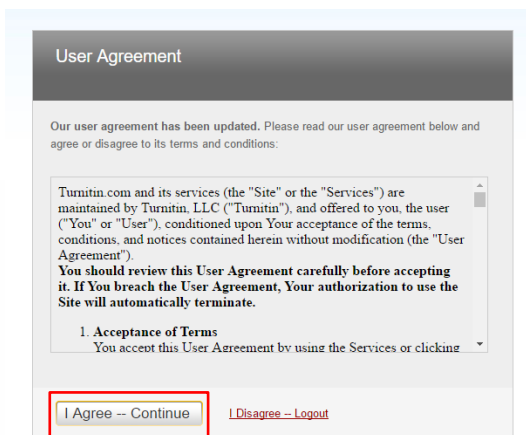 User Agreement
Our user agreement has been updated. Please read our user agreement below and
agree or disagree to its terms and conditions:
Turnitin.com and its services (the "Site" or the "Services") are
maintained by Turnitin, LLC ("Turnitin"), and offered to you, the user
("You" or "User"), conditioned upon Your acceptance of the terms,
conditions, and notices contained herein without modification (the "User
Agreement").
You should review this User Agreement carefully before accepting
it. If You breach the User Agreement, Your authorization to use the
Site will automatically terminate.
1. Acceptance of Terms
You accept this User Agreement by using the Services or clicking
I Agree -- Continue
I Disagree -- Logout